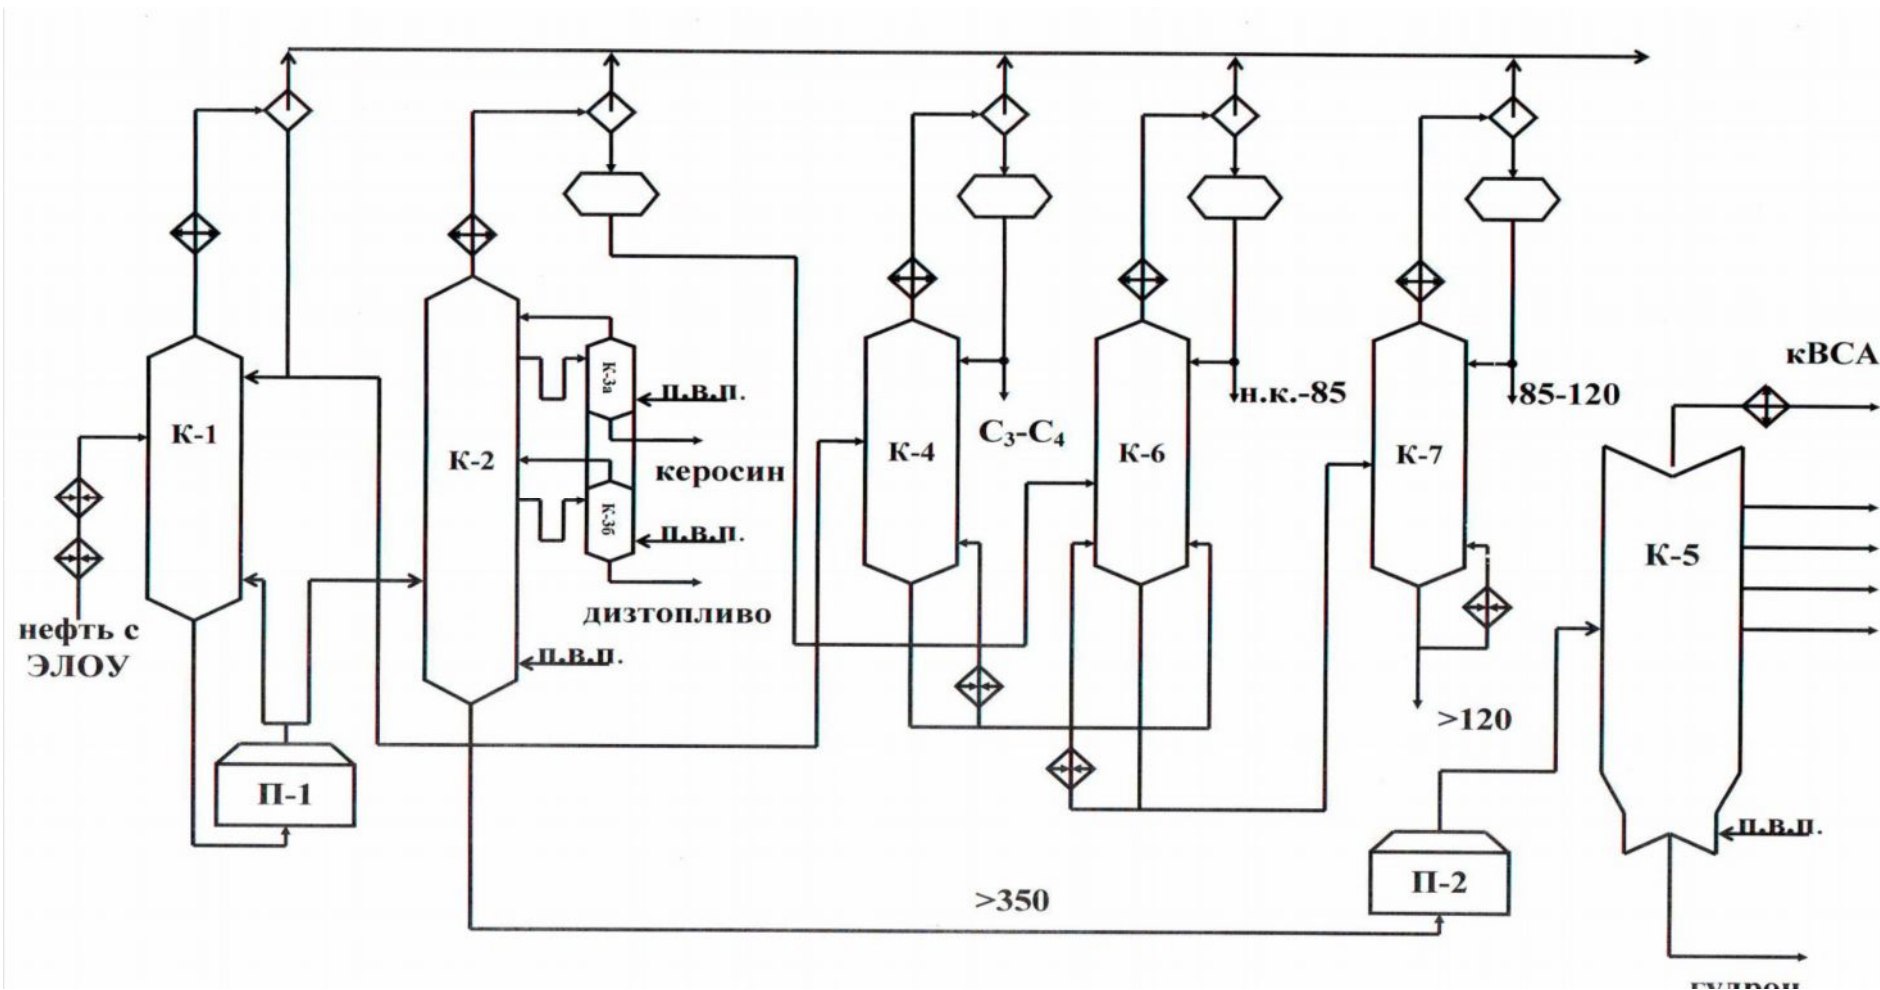 кВСА
К-1
К-2
К-3а
п.в.п.
керосин
К-3б
п.в.п.
дизтопливо
п.в.п.
К-4
С₃-С₄
К-6
н.к.-85
К-7
85-120
К-5
нефть с
ЭЛОУ
>120
П-1
п.в.п.
П-2
>350
гудрон